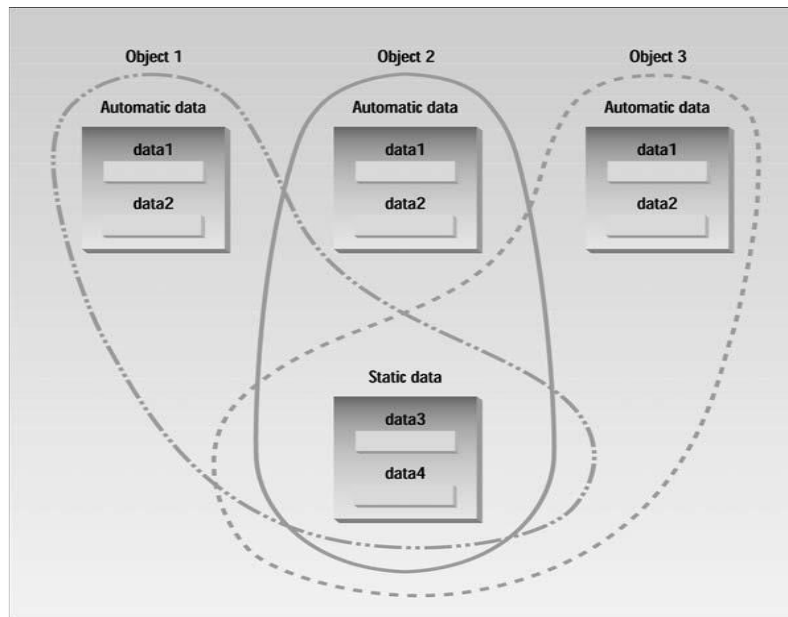 Object 1
Object 2
Object 3
Automatic data
Automatic data
Automatic data
data1
data1
data1
data2
data2
data2
Static data
data3
data4